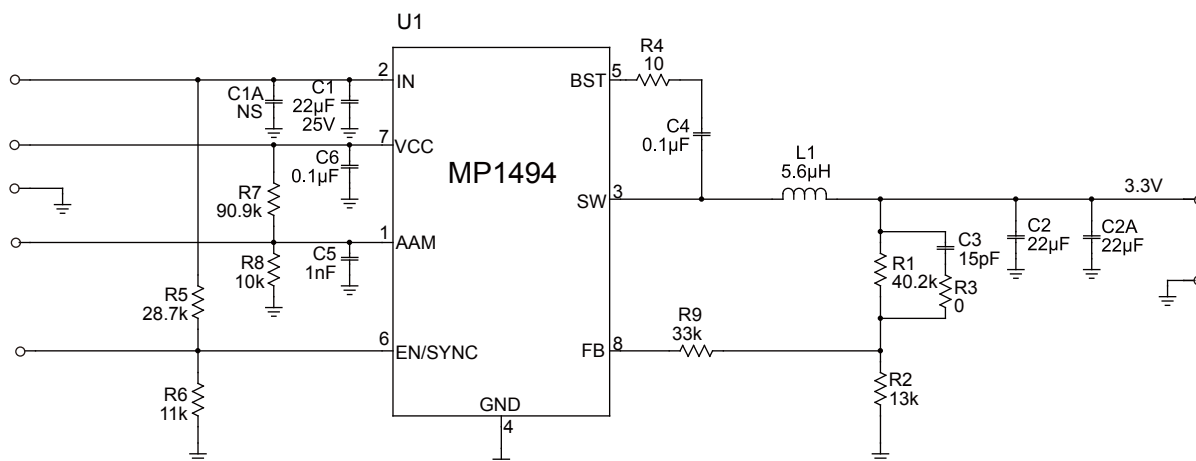 U1
MP1494
2
IN
7
VCC
1
AAM
6
EN/SYNC
GND
4
5
BST
3
SW
8
FB
C1A
NS
C1
22µF
25V
C6
0.1µF
R7
90.9k
R8
10k
C5
1nF
R5
28.7k
R6
11k
R4
10
C4
0.1µF
L1
5.6µH
3.3V
C3
15pF
R1
40.2k
R3
0
C2
22µF
C2A
22µF
R9
33k
R2
13k